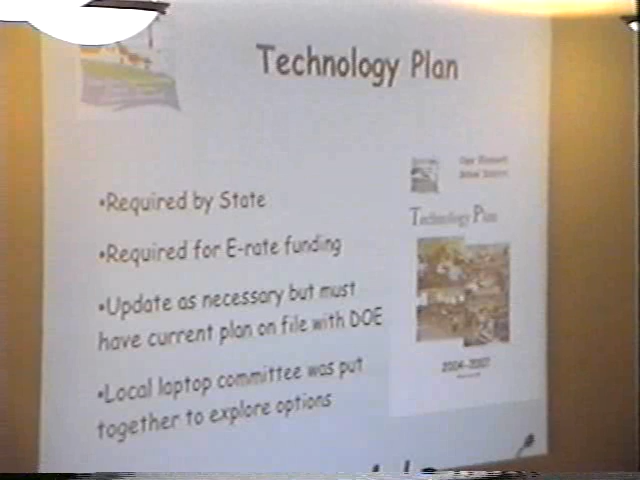 Technology Plan
•Required by State
•Required for E-rate funding
•Update as necessary but must
have current plan on file with DOE
•Local laptop committee was put
together to explore options
Technology Plan
2004-2007